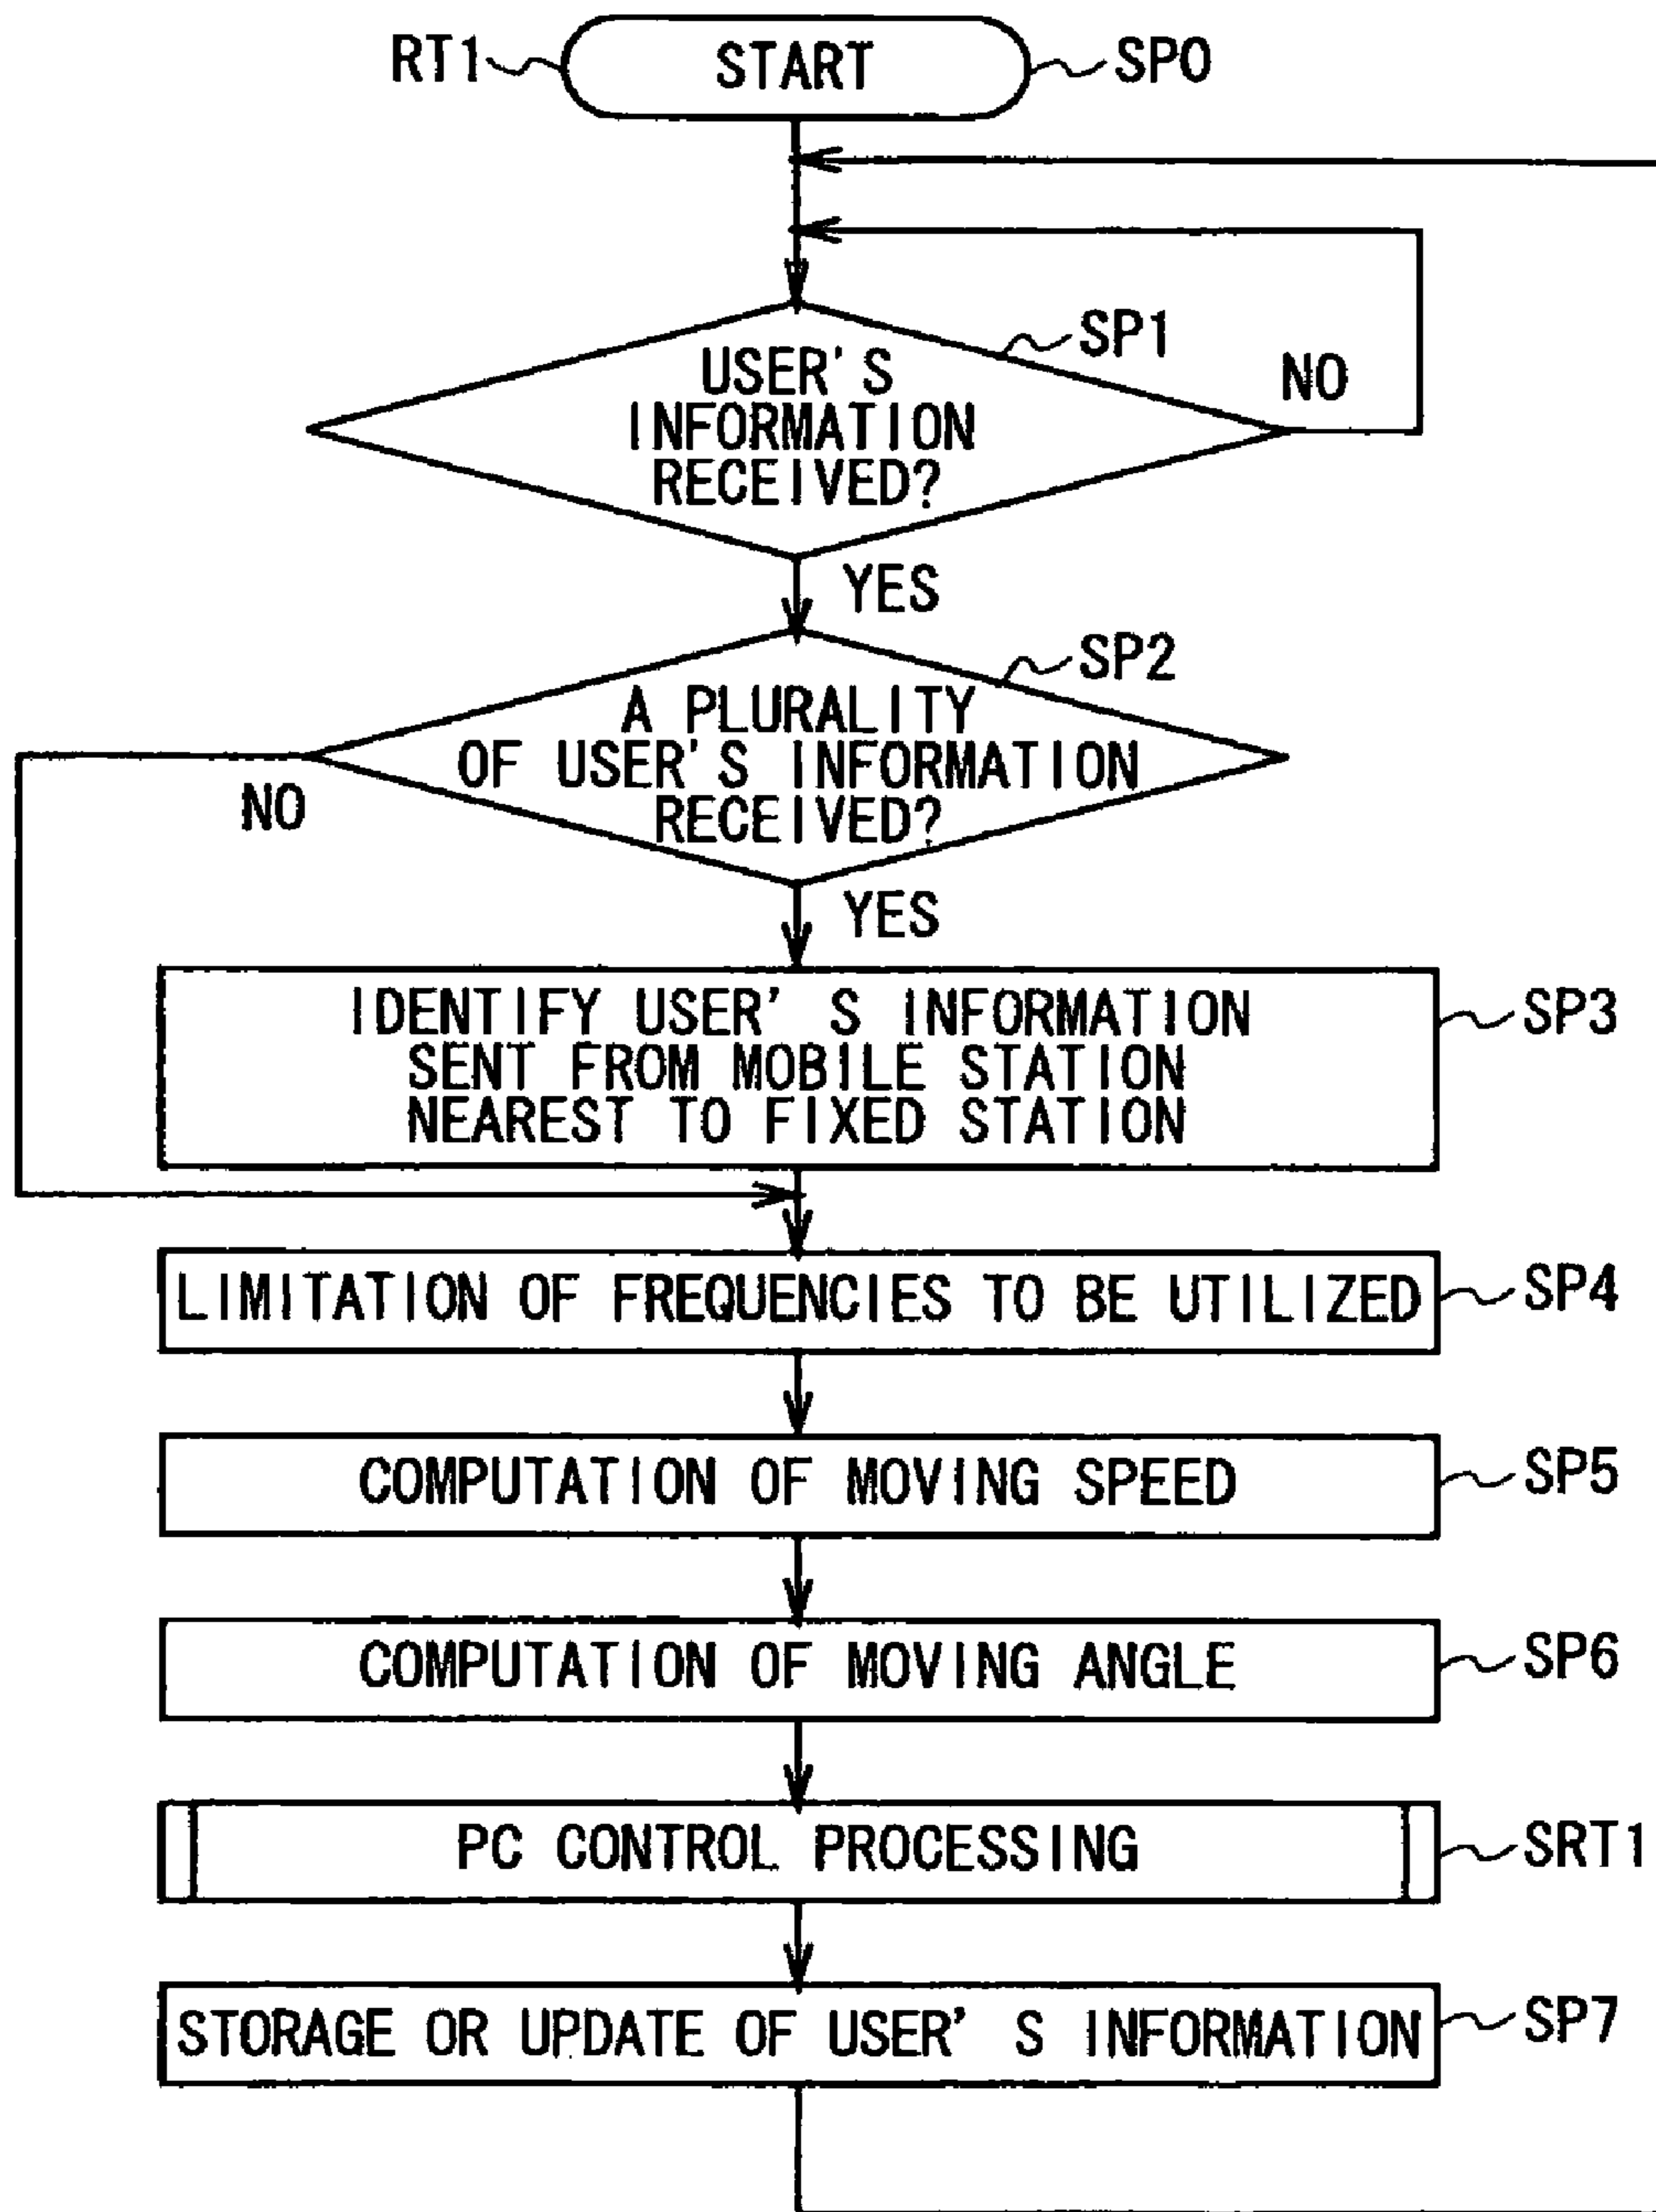 RT1
START
SP0
SP1
USER'S
INFORMATION
RECEIVED?
NO
YES
SP2
A PLURALITY
OF USER'S INFORMATION
RECEIVED?
NO
YES
IDENTIFY USER'S INFORMATION
SENT FROM MOBILE STATION
NEAREST TO FIXED STATION
SP3
LIMITATION OF FREQUENCIES TO BE UTILIZED
SP4
COMPUTATION OF MOVING SPEED
SP5
COMPUTATION OF MOVING ANGLE
SP6
PC CONTROL PROCESSING
SRT1
STORAGE OR UPDATE OF USER'S INFORMATION
SP7